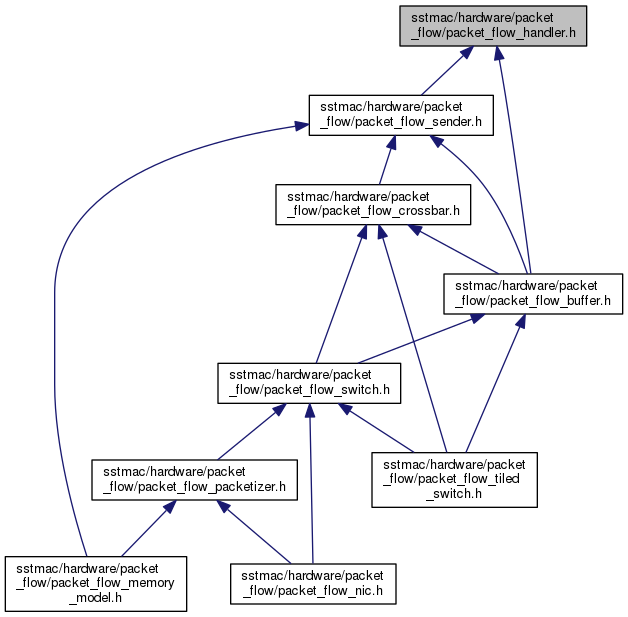 sstmac/hardware/packet
_flow/packet_flow_handler.h
sstmac/hardware/packet
_flow/packet_flow_sender.h
sstmac/hardware/packet
_flow/packet_flow_crossbar.h
sstmac/hardware/packet
_flow/packet_flow_buffer.h
sstmac/hardware/packet
_flow/packet_flow_switch.h
sstmac/hardware/packet
_flow/packet_flow_packetizer.h
sstmac/hardware/packet
_flow/packet_flow_tiled
_switch.h
sstmac/hardware/packet
_flow/packet_flow_memory
_model.h
sstmac/hardware/packet
_flow/packet_flow_nic.h